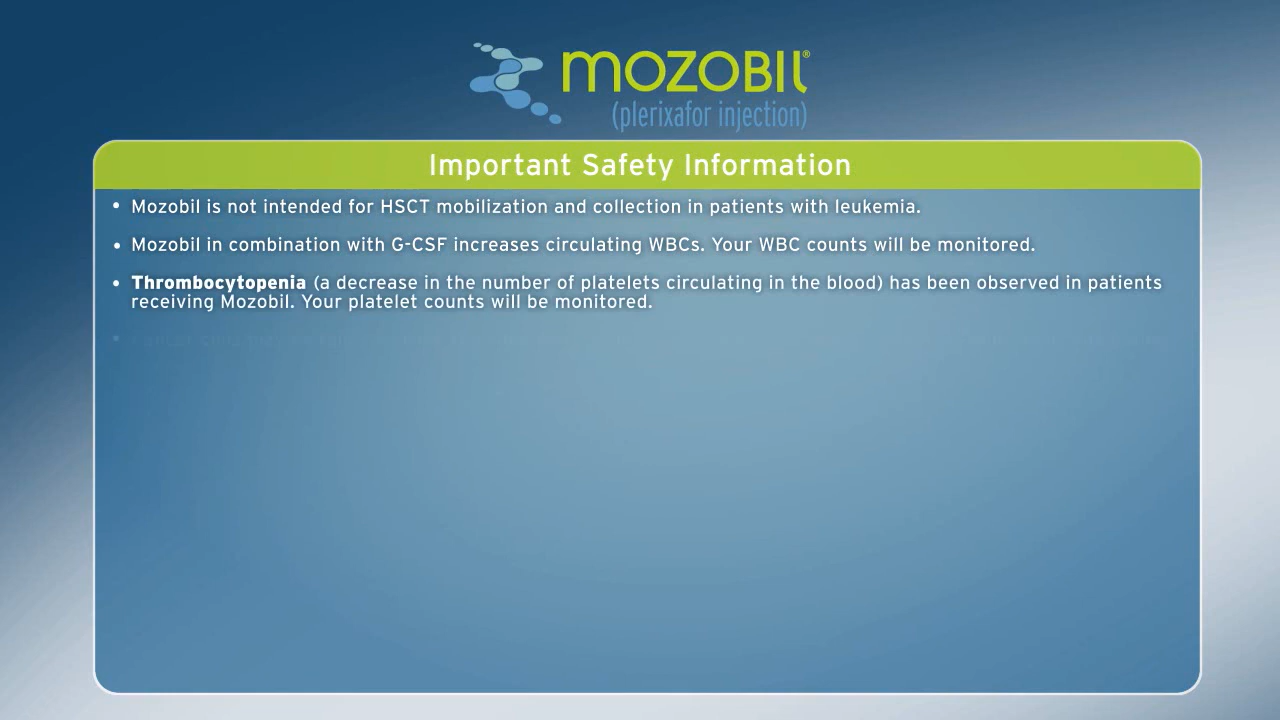 mozobil®
(plerixafor injection)
Important Safety Information
• Mozobil is not intended for HSCT mobilization and collection in patients with leukemia.
• Mozobil in combination with G-CSF increases circulating WBCs. Your WBC counts will be monitored.
• Thrombocytopenia (a decrease in the number of platelets circulating in the blood) has been observed in patients
receiving Mozobil. Your platelet counts will be monitored.